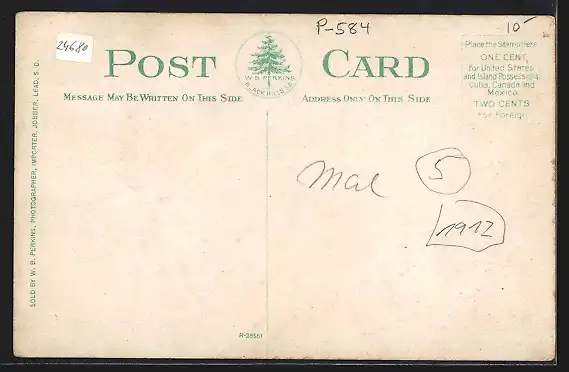 P-584
10-
24680
POST CARD
W. B. PERKINS
BLACK HILLS, S.D.
Place the Stamp Here
ONE CENT
for United States
and Island Possessions,
Cuba, Canada and
Mexico
TWO CENTS
for Foreign
MESSAGE MAY BE WRITTEN ON THIS SIDE
ADDRESS ONLY ON THIS SIDE
SOLD BY W. B. PERKINS, PHOTOGRAPHER, IMPORTER, JOBBER, LEAD, S. D.
5
1912
R-28551